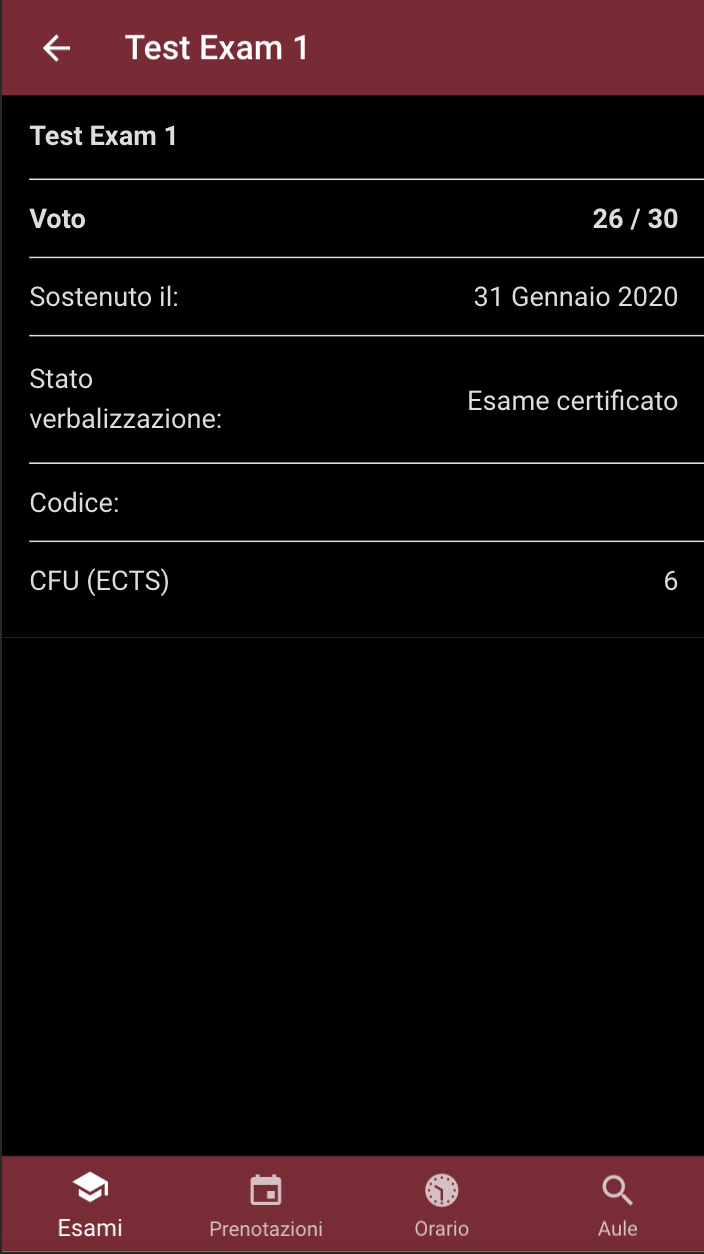 Test Exam 1
Test Exam 1
Voto 26 / 30
Sostenuto il: 31 Gennaio 2020
Stato
verbalizzazione: Esame certificato
Codice:
CFU (ECTS) 6
Esami Prenotazioni Orario Aule